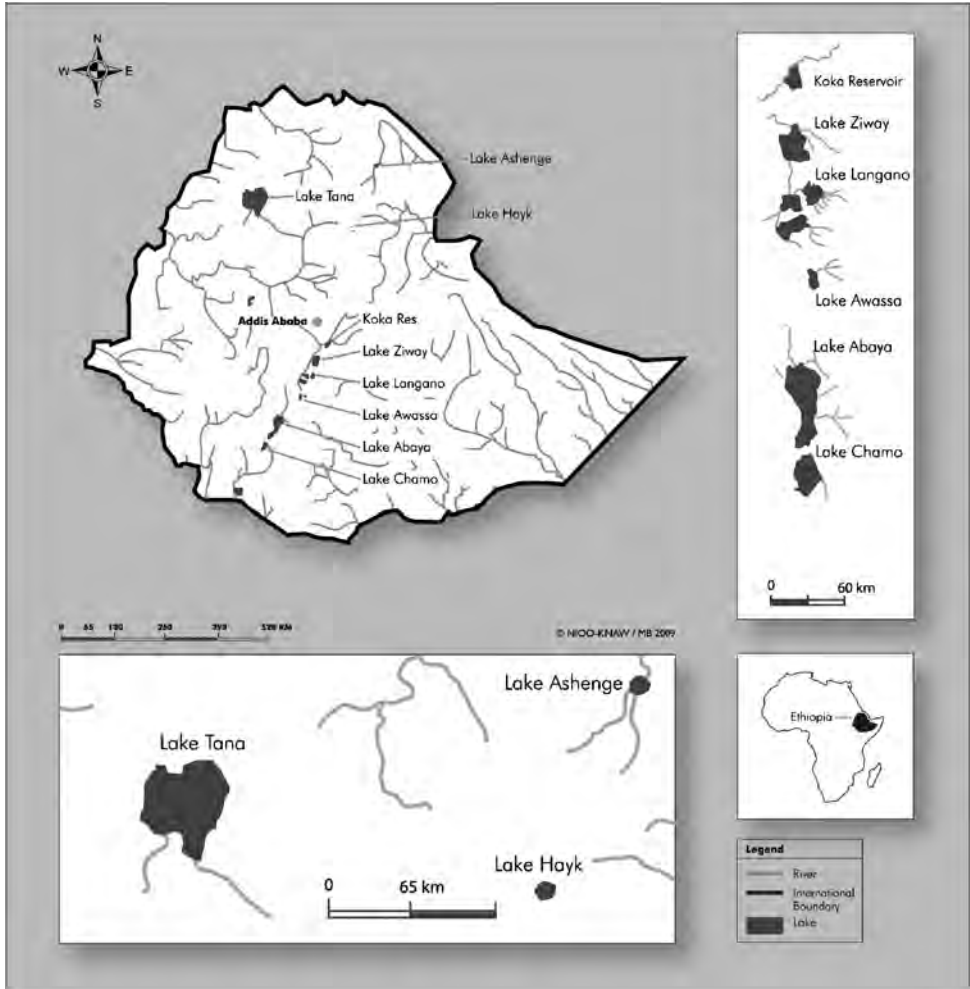 N
W E
S
Lake Ashenge
Lake Tana
Lake Hayk
Addis Ababa
Koka Res
Lake Ziway
Lake Langano
Lake Awassa
Lake Abaya
Lake Chamo
Koka Reservoir
Lake Ziway
Lake Langano
Lake Awassa
Lake Abaya
Lake Chamo
0 60 km
© NIOO-KNAW / MB 2009
Lake Ashenge
Lake Tana
Lake Hayk
0 65 km
Ethiopia
Legend
River
International
Boundary
Lake